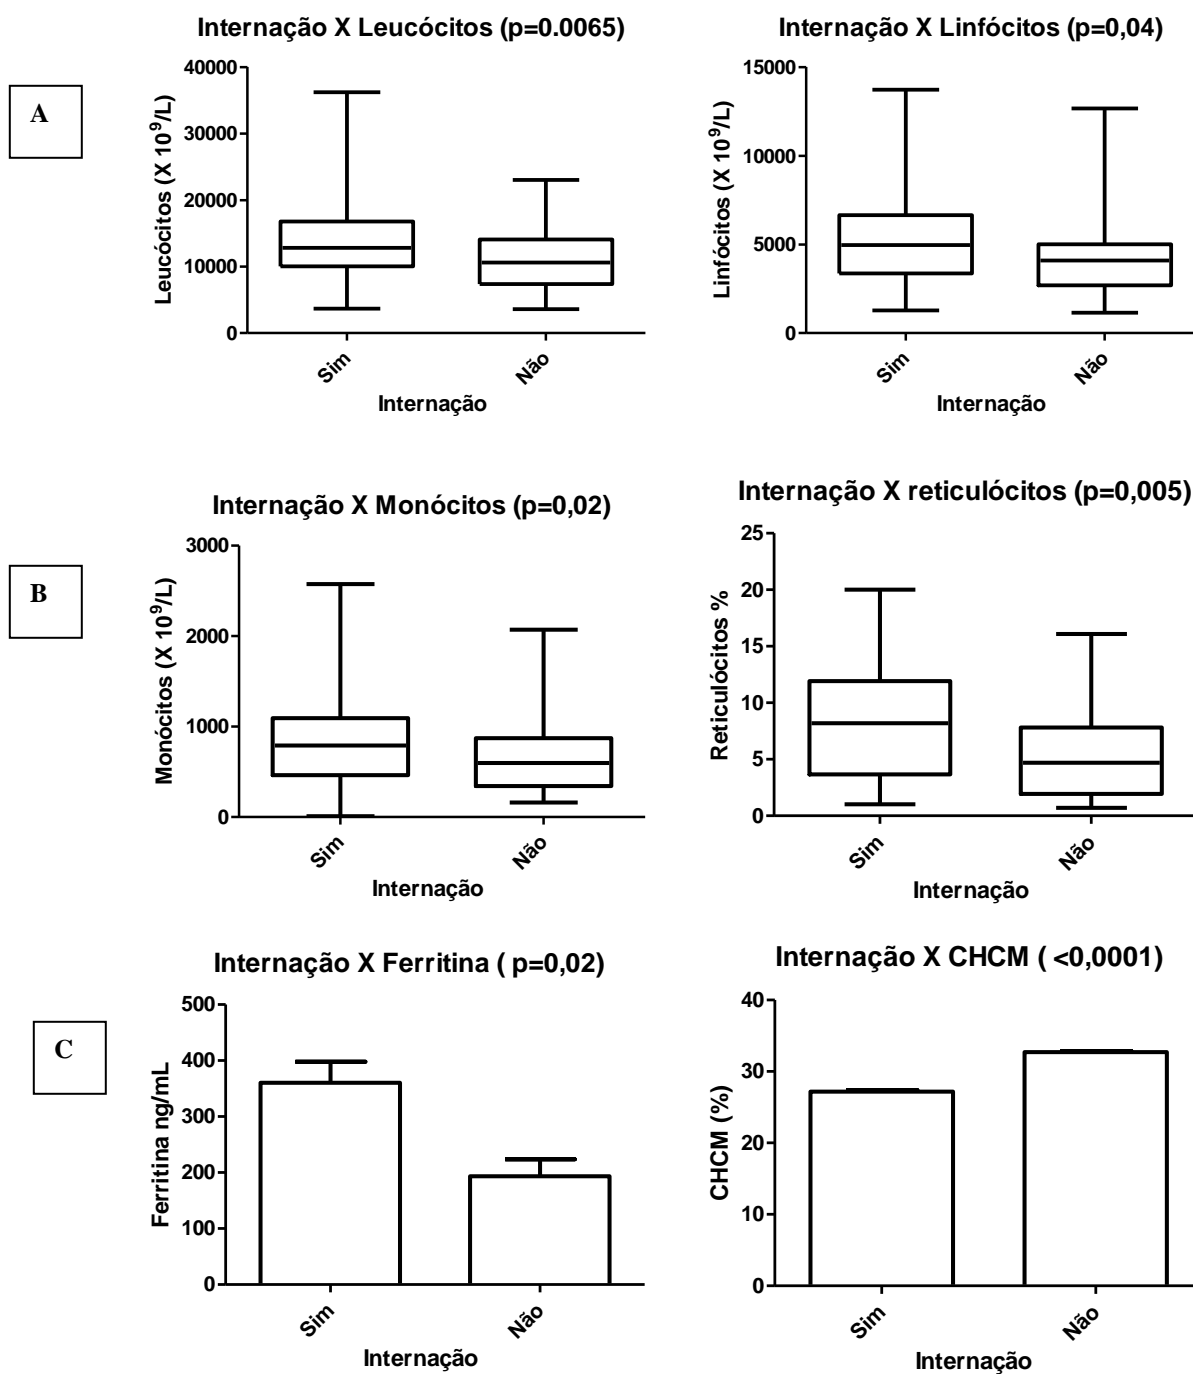 A
Internação X Leucócitos (p=0.0065)
Leucócitos (X 10⁹/L)
40000
30000
20000
10000
0
Sim
Não
Internação
Internação X Linfócitos (p=0,04)
Linfócitos (X 10⁹/L)
15000
10000
5000
0
Sim
Não
Internação
B
Internação X Monócitos (p=0,02)
Monócitos (X 10⁹/L)
3000
2000
1000
0
Sim
Não
Internação
Internação X reticulócitos (p=0,005)
Reticulócitos %
25
20
15
10
5
0
Sim
Não
Internação
C
Internação X Ferritina ( p=0,02)
Ferritina ng/mL
500
400
300
200
100
0
Sim
Não
Internação
Internação X CHCM ( <0,0001)
CHCM (%)
40
30
20
10
0
Sim
Não
Internação